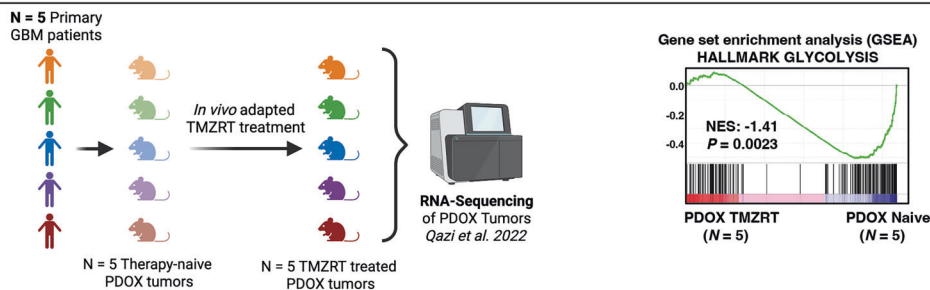 N = 5 Primary
GBM patients
In vivo adapted
TMZRT treatment
N = 5 Therapy-naive
PDOX tumors
N = 5 TMZRT treated
PDOX tumors
RNA-Sequencing
of PDOX Tumors
Qazi et al. 2022
Gene set enrichment analysis (GSEA)
HALLMARK GLYCOLYSIS
0.0
-0.2
-0.4
NES: -1.41
P = 0.0023
PDOX TMZRT
(N = 5)
PDOX Naive
(N = 5)